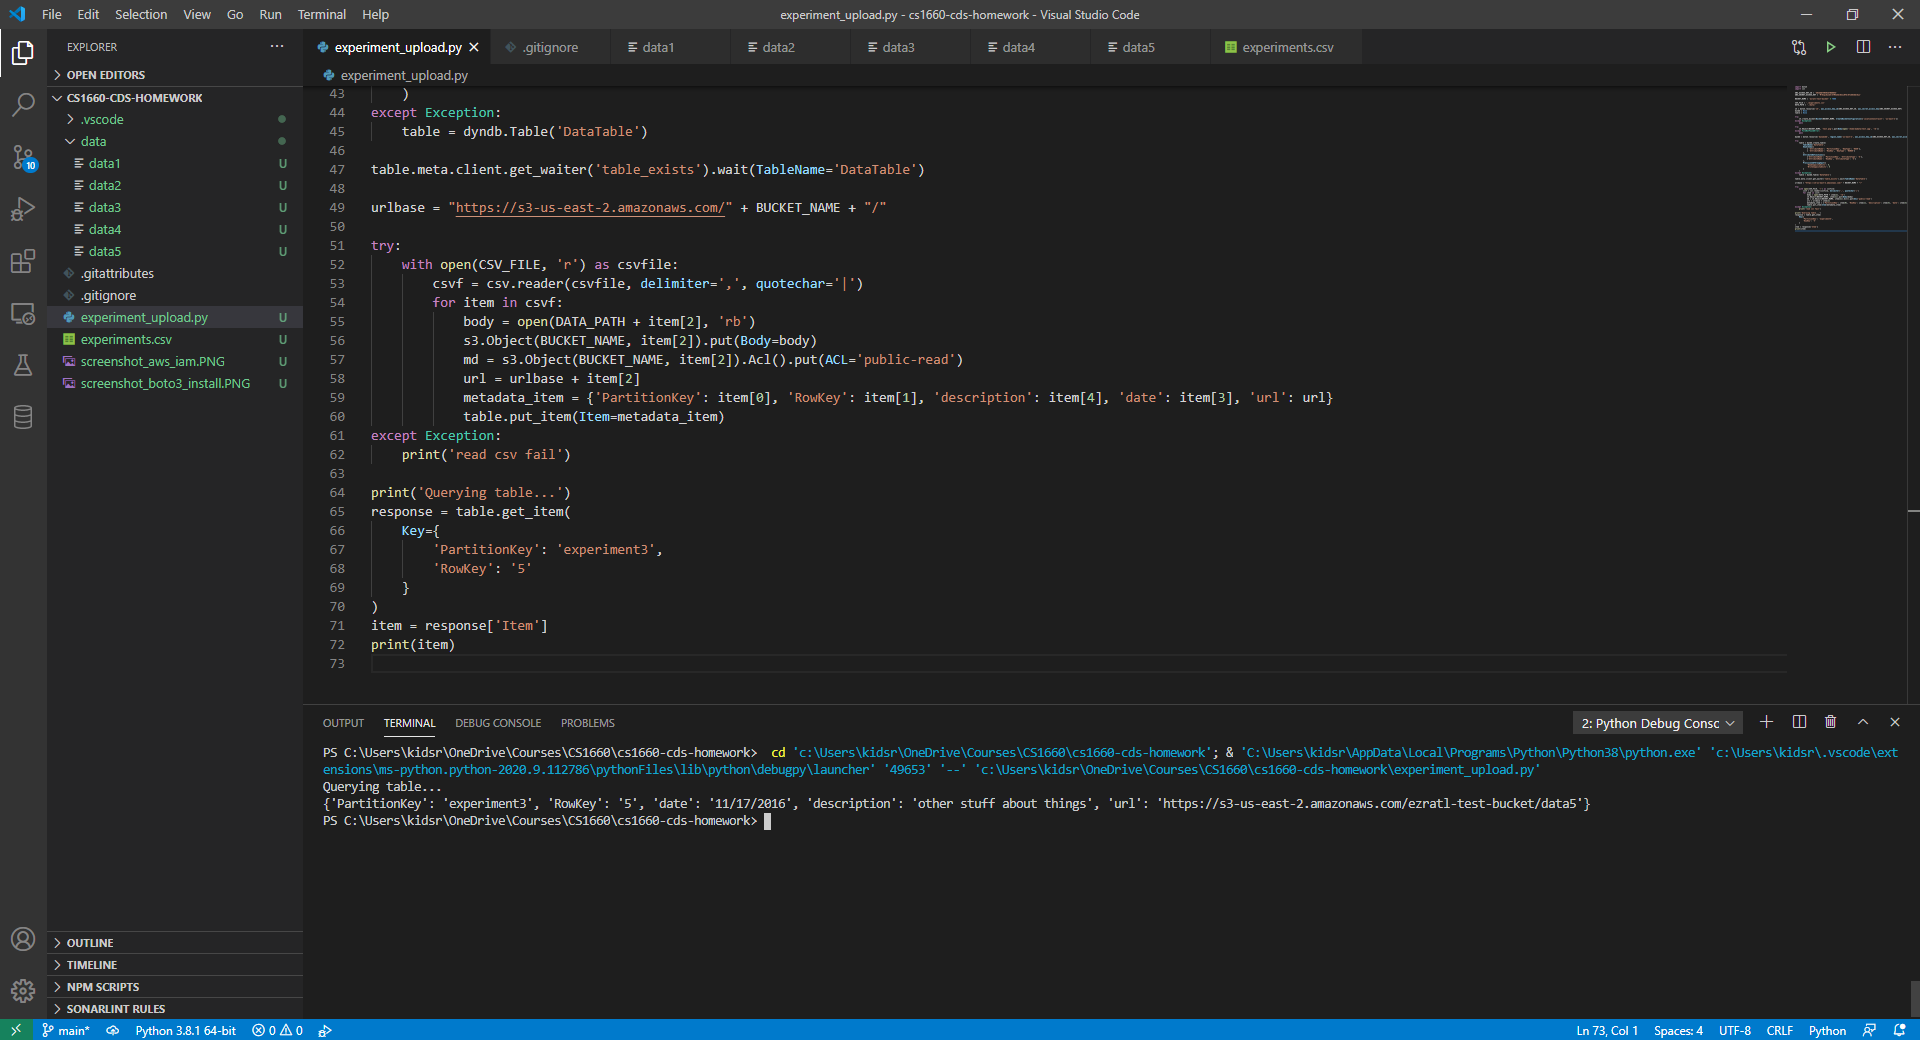 File Edit Selection View Go Run Terminal Help
experiment_upload.py - cs1660-cds-homework - Visual Studio Code
EXPLORER
OPEN EDITORS
CS1660-CDS-HOMEWORK
.vscode
data
data1 U
data2 U
data3 U
data4 U
data5 U
.gitattributes
.gitignore
experiment_upload.py U
experiments.csv U
screenshot_aws_iam.PNG U
screenshot_boto3_install.PNG U
10
OUTLINE
TIMELINE
NPM SCRIPTS
SONARLINT RULES
experiment_upload.py .gitignore data1 data2 data3 data4 data5 experiments.csv
experiment_upload.py
43 )
44 except Exception:
45 table = dyndb.Table('DataTable')
46
47 table.meta.client.get_waiter('table_exists').wait(TableName='DataTable')
48
49 urlbase = "https://s3-us-east-2.amazonaws.com/" + BUCKET_NAME + "/"
50
51 try:
52 with open(CSV_FILE, 'r') as csvfile:
53 csvf = csv.reader(csvfile, delimiter=',', quotechar='|')
54 for item in csvf:
55 body = open(DATA_PATH + item[2], 'rb')
56 s3.Object(BUCKET_NAME, item[2]).put(Body=body)
57 md = s3.Object(BUCKET_NAME, item[2]).Acl().put(ACL='public-read')
58 url = urlbase + item[2]
59 metadata_item = {'PartitionKey': item[0], 'RowKey': item[1], 'description': item[4], 'date': item[3], 'url': url}
60 table.put_item(Item=metadata_item)
61 except Exception:
62 print('read csv fail')
63
64 print('Querying table...')
65 response = table.get_item(
66 Key={
67 'PartitionKey': 'experiment3',
68 'RowKey': '5'
69 }
70 )
71 item = response['Item']
72 print(item)
73
OUTPUT TERMINAL DEBUG CONSOLE PROBLEMS
2: Python Debug Consc
PS C:\Users\kidsr\OneDrive\Courses\CS1660\cs1660-cds-homework> cd 'c:\Users\kidsr\OneDrive\Courses\CS1660\cs1660-cds-homework'; & 'C:\Users\kidsr\AppData\Local\Programs\Python\Python38\python.exe' 'c:\Users\kidsr\.vscode\ext
ensions\ms-python.python-2020.9.112786\pythonFiles\lib\python\debugpy\launcher' '49653' '--' 'c:\Users\kidsr\OneDrive\Courses\CS1660\cs1660-cds-homework\experiment_upload.py'
Querying table...
{'PartitionKey': 'experiment3', 'RowKey': '5', 'date': '11/17/2016', 'description': 'other stuff about things', 'url': 'https://s3-us-east-2.amazonaws.com/ezratl-test-bucket/data5'}
PS C:\Users\kidsr\OneDrive\Courses\CS1660\cs1660-cds-homework>
main* Python 3.8.1 64-bit 0 0 Ln 73, Col 1 Spaces: 4 UTF-8 CRLF Python